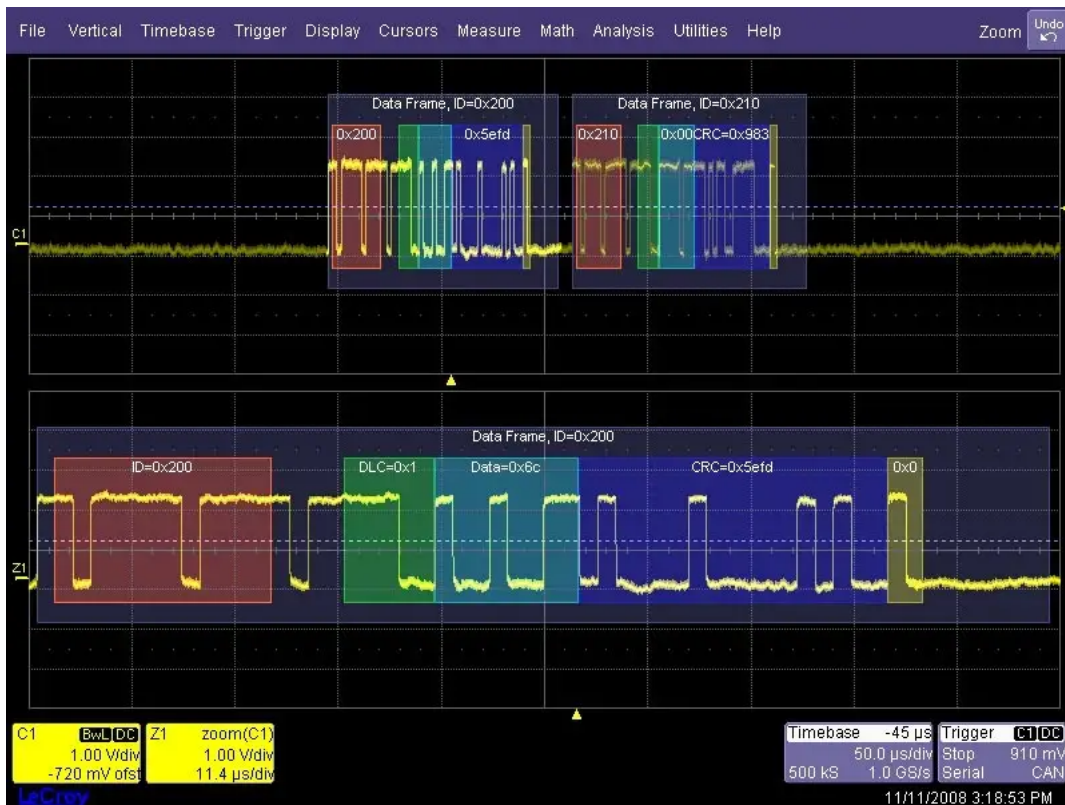 File Vertical Timebase Trigger Display Cursors Measure Math Analysis Utilities Help Zoom Undo
Data Frame, ID=0x200 Data Frame, ID=0x210
0x200 0x5efd 0x210 0x00CRC=0x983
C1
Data Frame, ID=0x200
ID=0x200 DLC=0x1 Data=0x6c CRC=0x5efd 0x0
Z1
C1 BwL DC Z1 zoom(C1) Timebase -45 µs Trigger C1 DC
1.00 V/div 1.00 V/div 50.0 µs/div Stop 910 mV
-720 mV ofst 11.4 µs/div 500 kS 1.0 GS/s Serial CAN
LeCroy 11/11/2008 3:18:53 PM